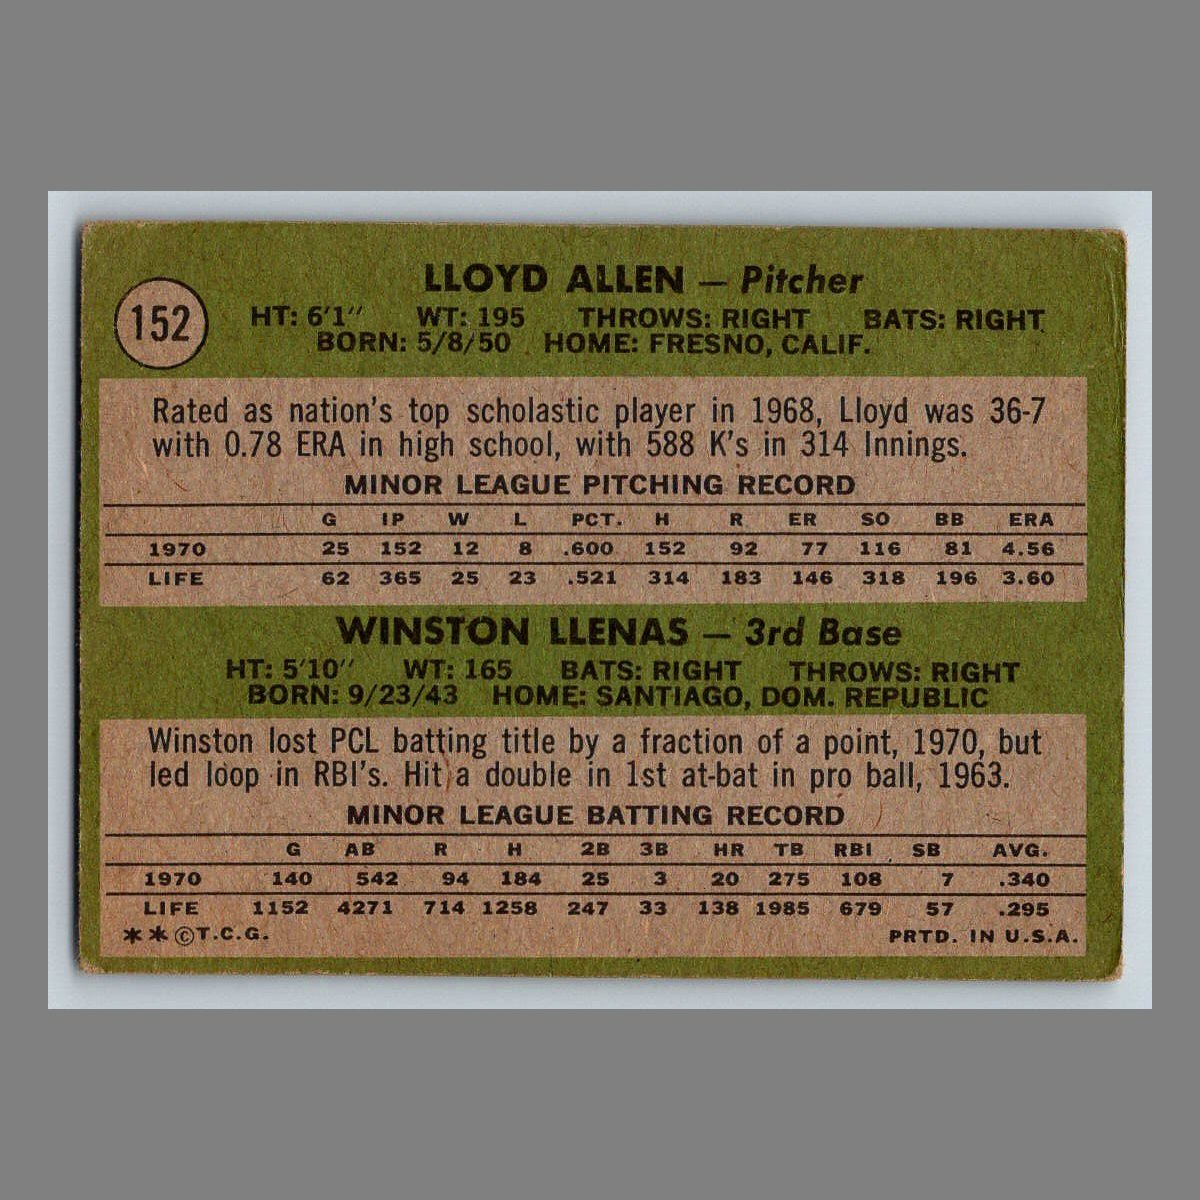 LLOYD ALLEN — Pitcher
152
HT: 6'1" WT: 195 THROWS: RIGHT BATS: RIGHT
BORN: 5/8/50 HOME: FRESNO, CALIF.
Rated as nation's top scholastic player in 1968, Lloyd was 36-7
with 0.78 ERA in high school, with 588 K's in 314 Innings.
MINOR LEAGUE PITCHING RECORD
G IP W L PCT. H R ER SO BB ERA
1970 25 152 12 8 .600 152 92 77 116 81 4.56
LIFE 62 365 25 23 .521 314 183 146 318 196 3.60
WINSTON LLENAS — 3rd Base
HT: 5'10" WT: 165 BATS: RIGHT THROWS: RIGHT
BORN: 9/23/43 HOME: SANTIAGO, DOM. REPUBLIC
Winston lost PCL batting title by a fraction of a point, 1970, but
led loop in RBI's. Hit a double in 1st at-bat in pro ball, 1963.
MINOR LEAGUE BATTING RECORD
G AB R H 2B 3B HR TB RBI SB AVG.
1970 140 542 94 184 25 3 20 275 108 7 .340
LIFE 1152 4271 714 1258 247 33 138 1985 679 57 .295
**©T.C.G. PRTD. IN U.S.A.